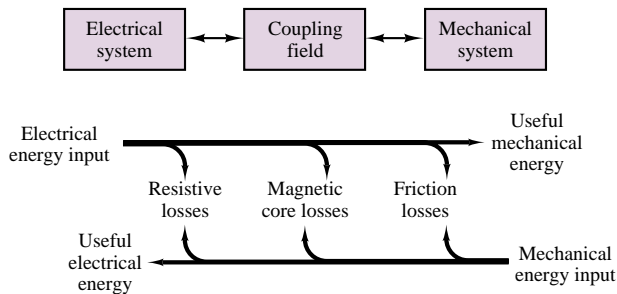 Electrical
system
Coupling
field
Mechanical
system
Electrical
energy input
Useful
mechanical
energy
Resistive
losses
Magnetic
core losses
Friction
losses
Useful
electrical
energy
Mechanical
energy input